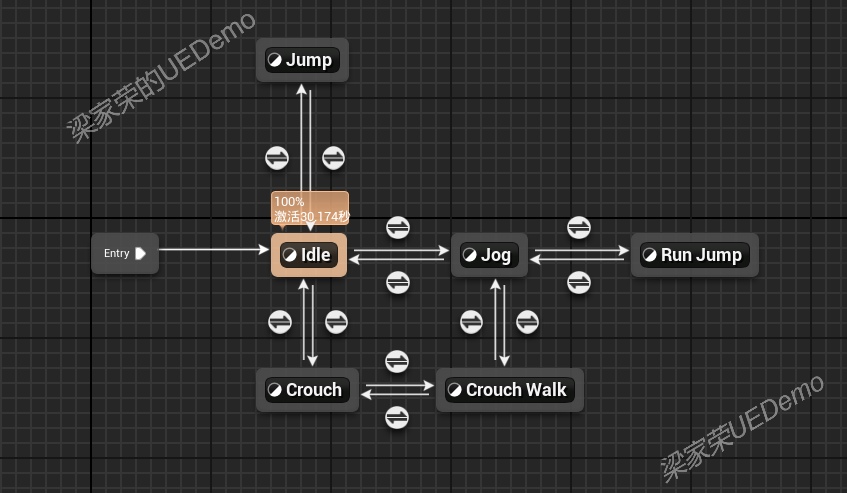 梁家荣的UEDemo
Jump
100%
激活30.174秒
Entry
Idle
Jog
Run Jump
Crouch
Crouch Walk
梁家荣UEDemo